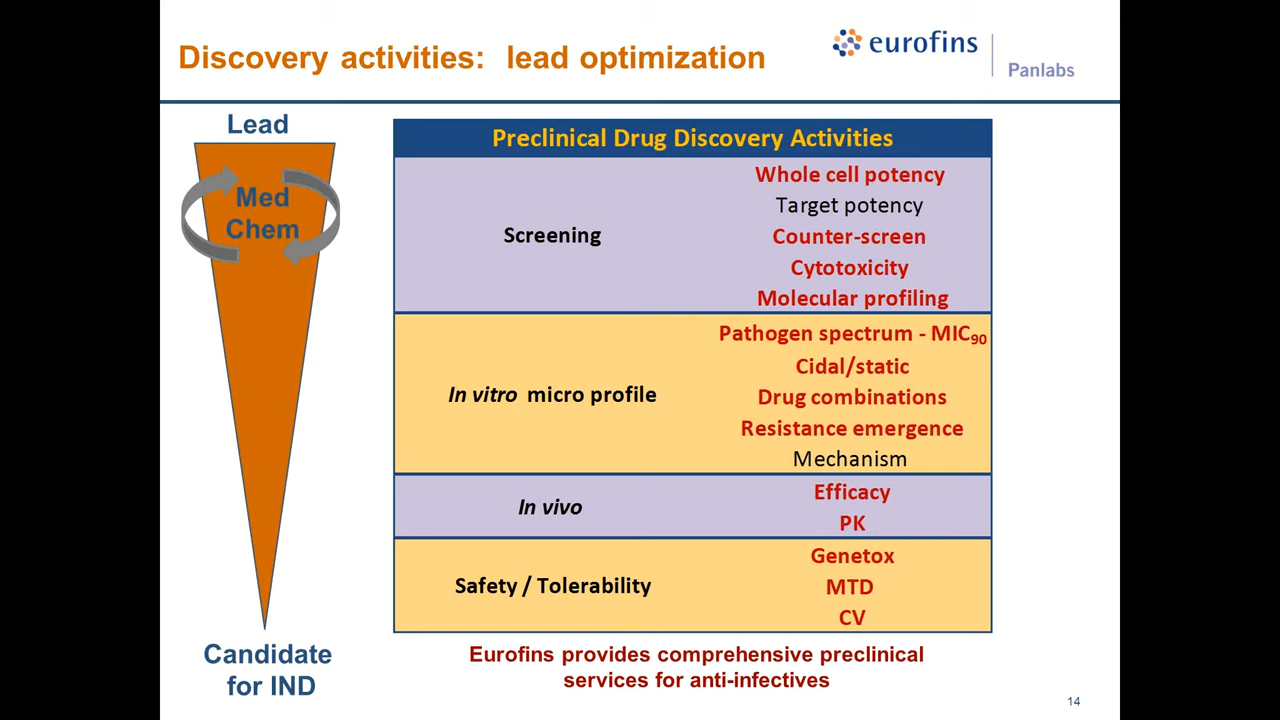 Discovery activities: lead optimization
eurofins
Panlabs
Lead
Med
Chem
Candidate
for IND
Preclinical Drug Discovery Activities
Screening
Whole cell potency
Target potency
Counter-screen
Cytotoxicity
Molecular profiling
In vitro micro profile
Pathogen spectrum - MIC90
Cidal/static
Drug combinations
Resistance emergence
Mechanism
In vivo
Efficacy
PK
Safety / Tolerability
Genetox
MTD
CV
Eurofins provides comprehensive preclinical
services for anti-infectives
14